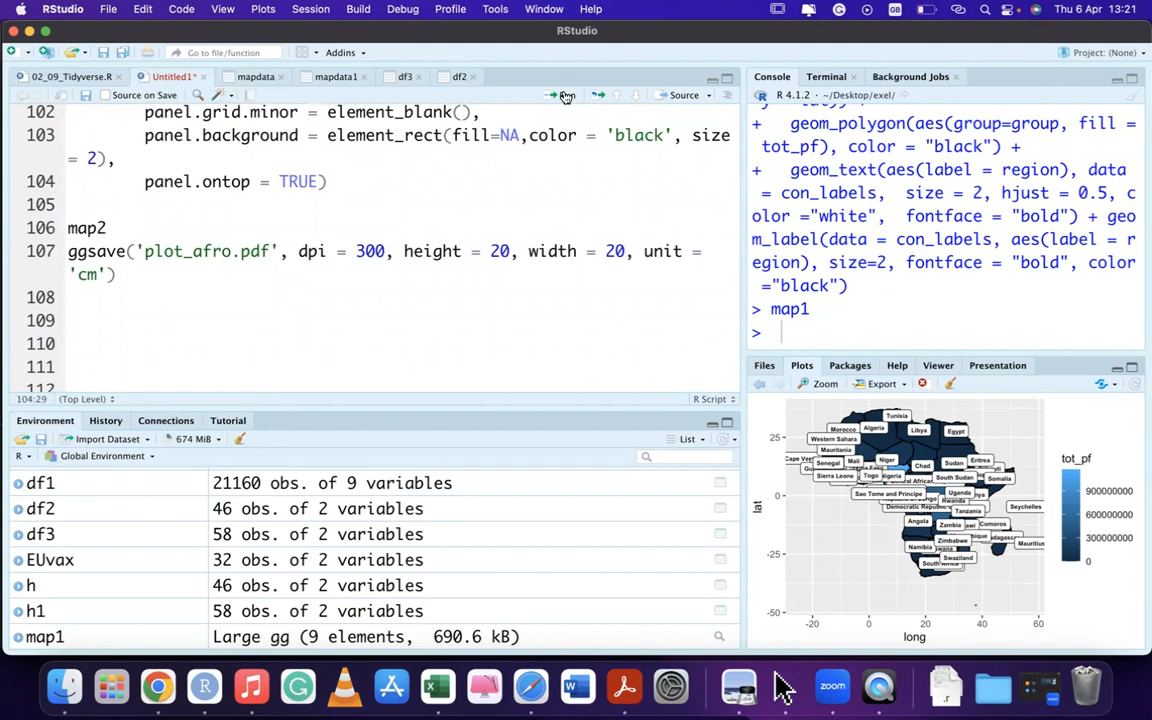 RStudio File Edit Code View Plots Session Build Debug Profile Tools Window Help GB Thu 6 Apr 13:21
RStudio
Go to file/function Addins Project: (None)
02_09_Tidyverse.R Untitled1* mapdata mapdata1 df3 df2
Source on Save Run Source
102 panel.grid.minor = element_blank(),
103 panel.background = element_rect(fill=NA,color = 'black', size
= 2),
104 panel.ontop = TRUE)
105
106 map2
107 ggsave('plot_afro.pdf', dpi = 300, height = 20, width = 20, unit =
'cm')
108
109
110
111
112
104:29 (Top Level) R Script
Environment History Connections Tutorial
Import Dataset 674 MiB List
R Global Environment
df1 21160 obs. of 9 variables
df2 46 obs. of 2 variables
df3 58 obs. of 2 variables
EUvax 32 obs. of 2 variables
h 46 obs. of 2 variables
h1 58 obs. of 2 variables
map1 Large gg (9 elements, 690.6 kB)
Console Terminal Background Jobs
R 4.1.2 · ~/Desktop/exel/
+ geom_polygon(aes(group=group, fill =
tot_pf), color = "black") +
+ geom_text(aes(label = region), data
= con_labels, size = 2, hjust = 0.5, c
olor ="white", fontface = "bold") + geo
m_label(data = con_labels, aes(label = r
egion), size=2, fontface = "bold", color
="black")
> map1
>
Files Plots Packages Help Viewer Presentation
Zoom Export
Tunisia
Morocco Algeria Libya Egypt
Western Sahara
Mauritania
Cape Ver Senegal Mali Niger Chad Sudan Eritrea
Sierra Leone Togo South Sudan Somalia
Sao Tome and Principe Uganda
Rwanda Seychelles
Democratic Republic Tanzania
Angola Zambia Comoros
Zimbabwe Mauritius
Namibia Swaziland
South
25
0
-25
-50
lat
-20 0 20 40 60
long
tot_pf
900000000
600000000
300000000
0
zoom